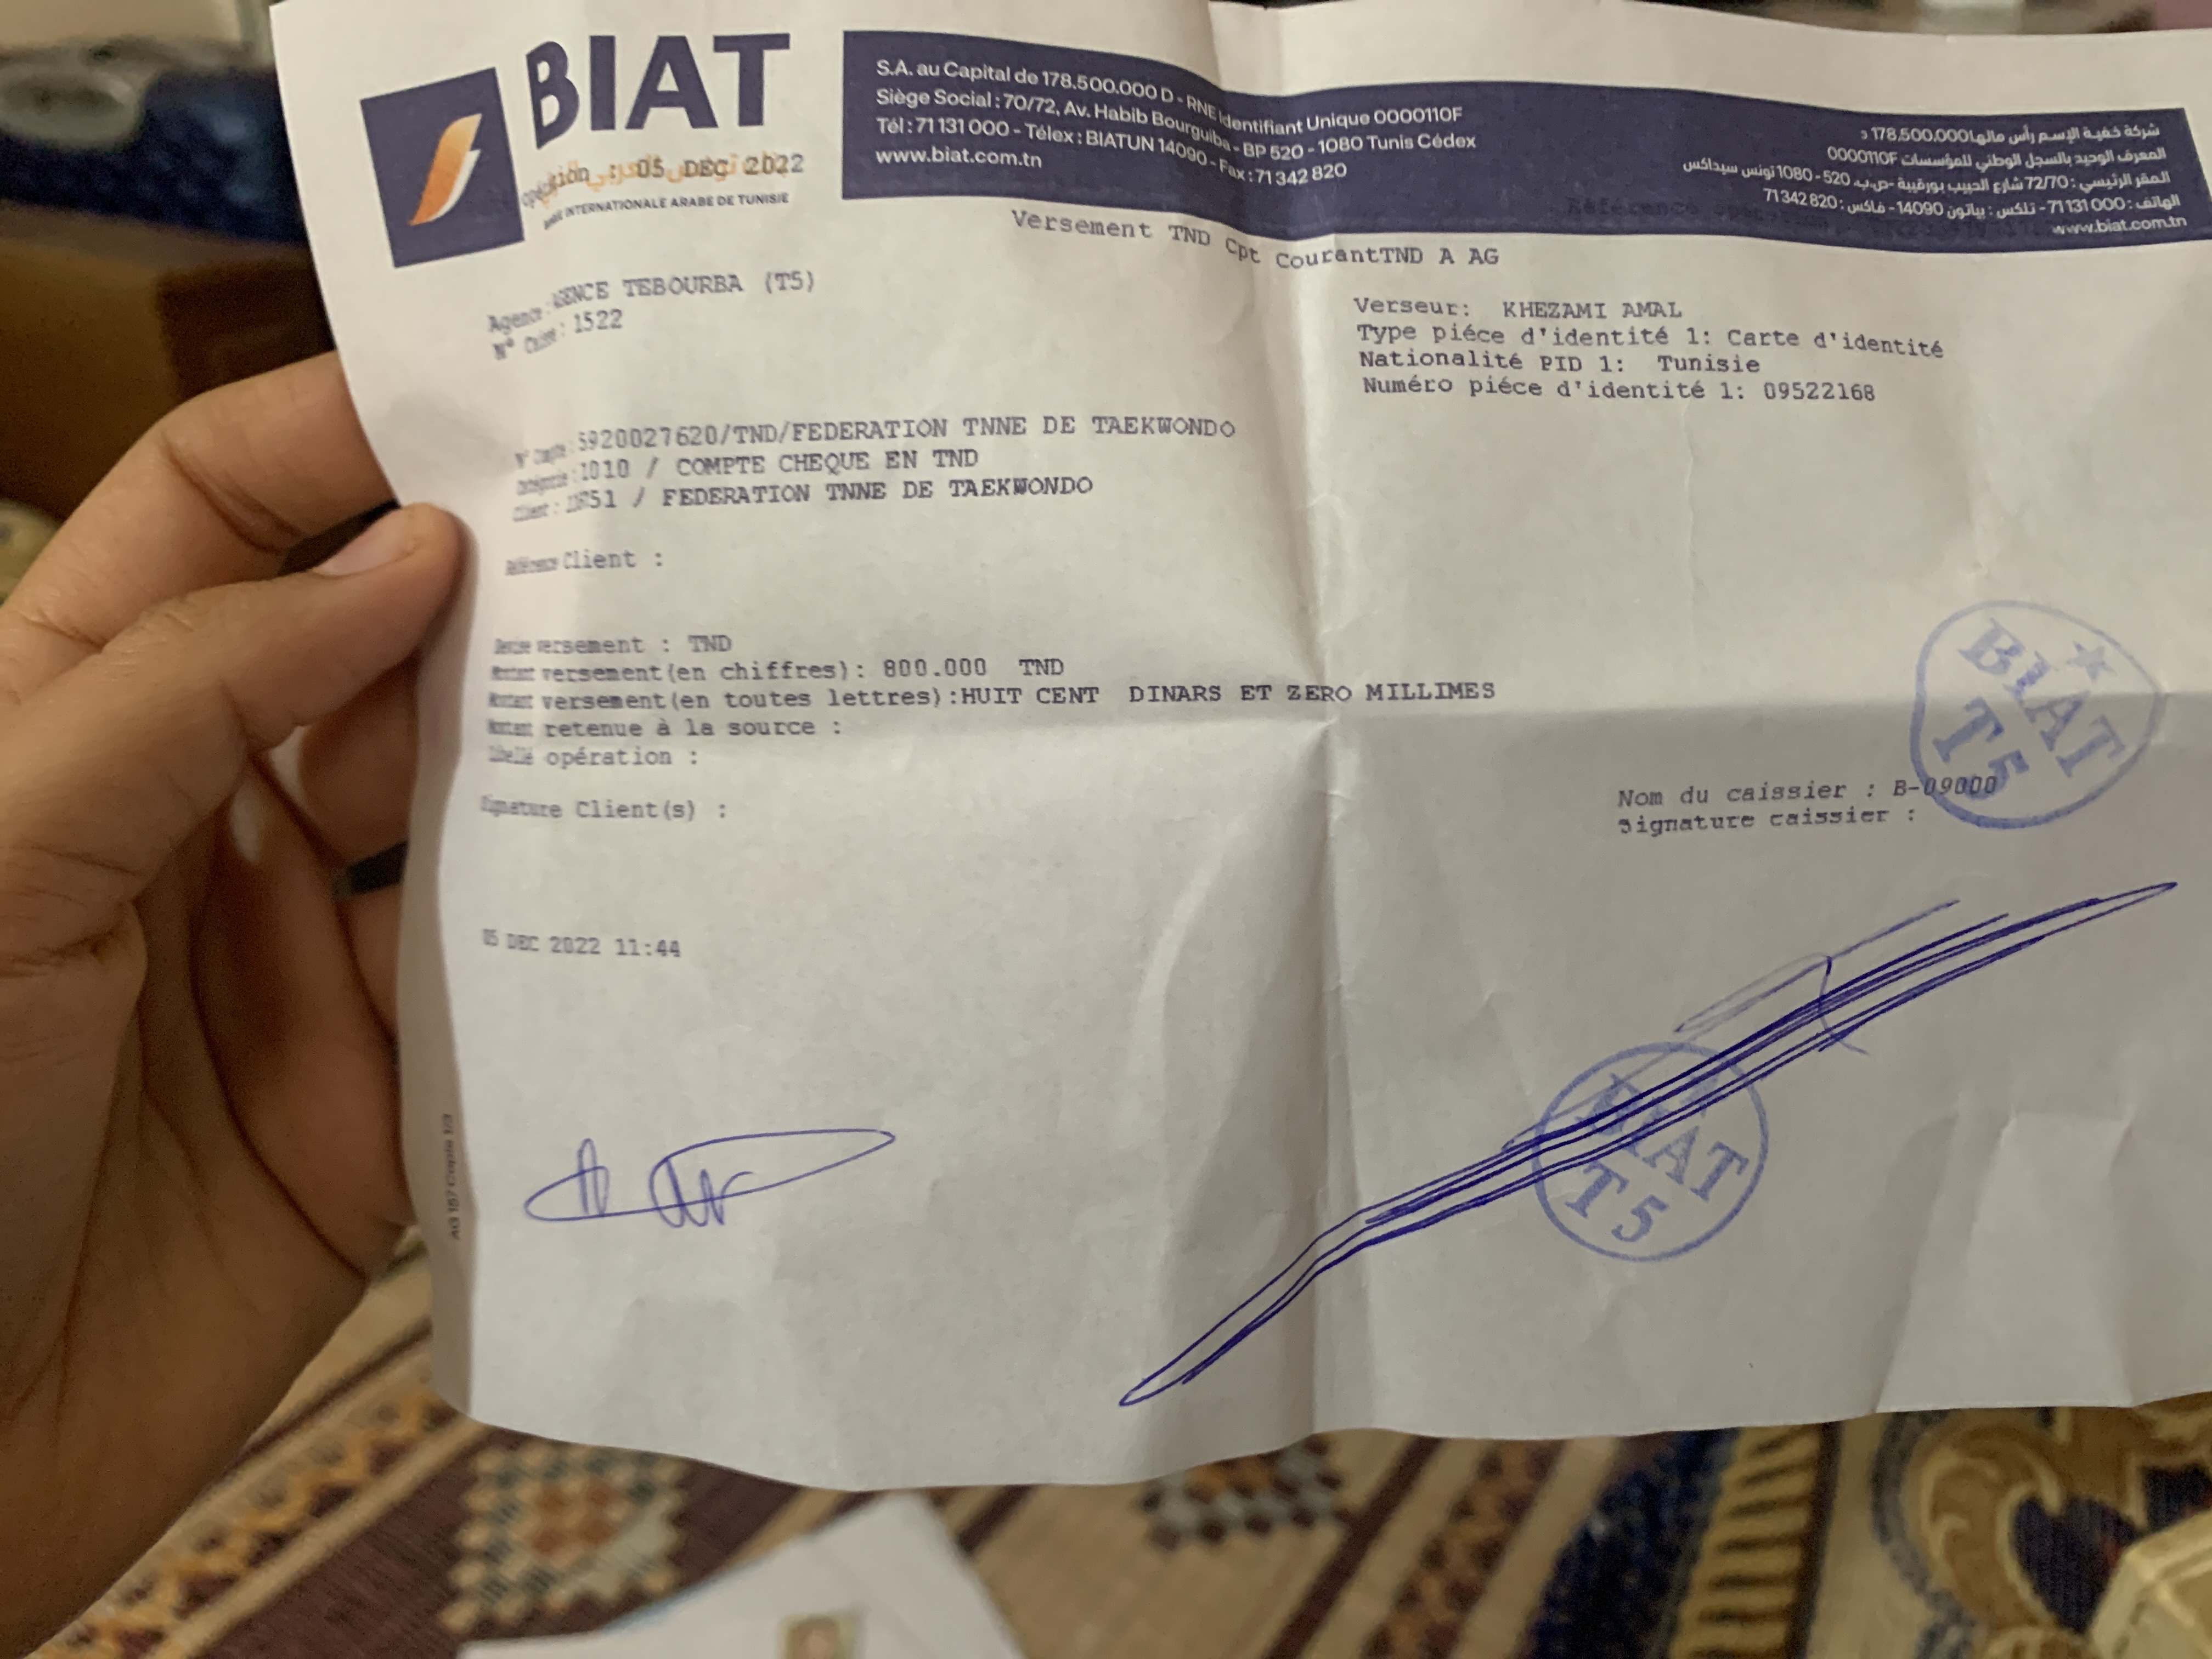 BIAT
opération : 05 DEC 2022
INTERNATIONALE ARABE DE TUNISIE
S.A. au Capital de 178.500.000 D - RNE Identifiant Unique 0000110F
Siège Social : 70/72, Av. Habib Bourguiba - BP 520 - 1080 Tunis Cédex
Tél : 71 131 000 - Télex : BIATUN 14090 - Fax : 71 342 820
www.biat.com.tn
شركة خفية الإسم رأس مالها 178.500.000 د
المعرف الوحيد بالسجل الوطني للمؤسسات 0000110F
المقر الرئيسي : 72/70 شارع الحبيب بورقيبة -ص.ب. 520 - 1080 تونس سيداكس
الهاتف : 000 131 71 - تلكس : بياتون 14090 - فاكس : 820 342 71
www.biat.com.tn
Référence opération
Versement TND Cpt CourantTND A AG
Agence : AGENCE TEBOURBA (T5)
N° Caisse : 1522
Verseur: KHEZAMI AMAL
Type piéce d'identité 1: Carte d'identité
Nationalité PID 1: Tunisie
Numéro piéce d'identité 1: 09522168
N° Compte : 5920027620/TND/FEDERATION TNNE DE TAEKWONDO
Catégorie : 1010 / COMPTE CHEQUE EN TND
Client : / FEDERATION TNNE DE TAEKWONDO
Référence Client :
Devise versement : TND
Montant versement(en chiffres): 800.000 TND
Montant versement(en toutes lettres):HUIT CENT DINARS ET ZERO MILLIMES
Montant retenue à la source :
Libellé opération :
Signature Client(s) :
BIAT
T5
Nom du caissier : B-09000
Signature caissier :
05 DEC 2022 11:44
BIAT
T5
AG 157 Copie 1/3